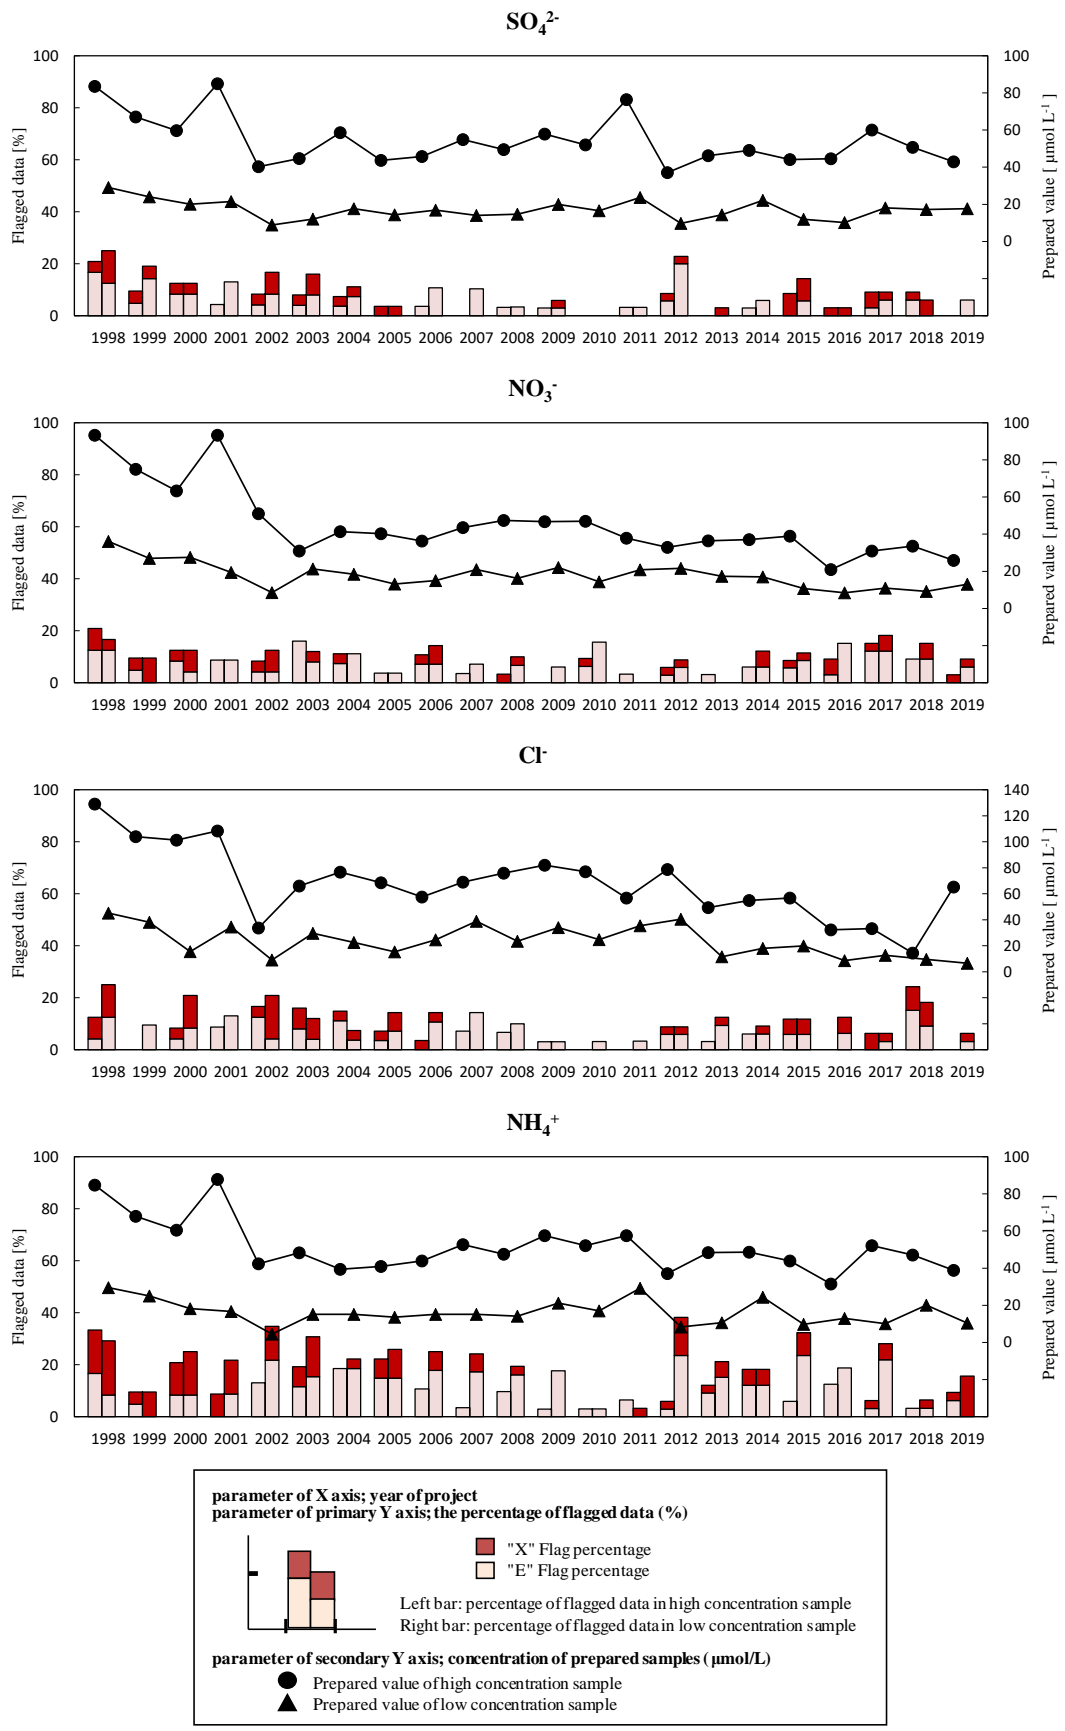 SO₄²⁻
Flagged data [%]
100
80
60
40
20
0
100
80
60
40
20
0
Prepared value [ µmol L⁻¹ ]
1998 1999 2000 2001 2002 2003 2004 2005 2006 2007 2008 2009 2010 2011 2012 2013 2014 2015 2016 2017 2018 2019
NO₃⁻
Flagged data [%]
100
80
60
40
20
0
100
80
60
40
20
0
Prepared value [ µmol L⁻¹ ]
1998 1999 2000 2001 2002 2003 2004 2005 2006 2007 2008 2009 2010 2011 2012 2013 2014 2015 2016 2017 2018 2019
Cl⁻
Flagged data [%]
100
80
60
40
20
0
140
120
100
80
60
40
20
0
Prepared value [ µmol L⁻¹ ]
1998 1999 2000 2001 2002 2003 2004 2005 2006 2007 2008 2009 2010 2011 2012 2013 2014 2015 2016 2017 2018 2019
NH₄⁺
Flagged data [%]
100
80
60
40
20
0
100
80
60
40
20
0
Prepared value [ µmol L⁻¹ ]
1998 1999 2000 2001 2002 2003 2004 2005 2006 2007 2008 2009 2010 2011 2012 2013 2014 2015 2016 2017 2018 2019
parameter of X axis; year of project
parameter of primary Y axis; the percentage of flagged data (%)
"X" Flag percentage
"E" Flag percentage
Left bar: percentage of flagged data in high concentration sample
Right bar: percentage of flagged data in low concentration sample
parameter of secondary Y axis; concentration of prepared samples (µmol/L)
Prepared value of high concentration sample
Prepared value of low concentration sample